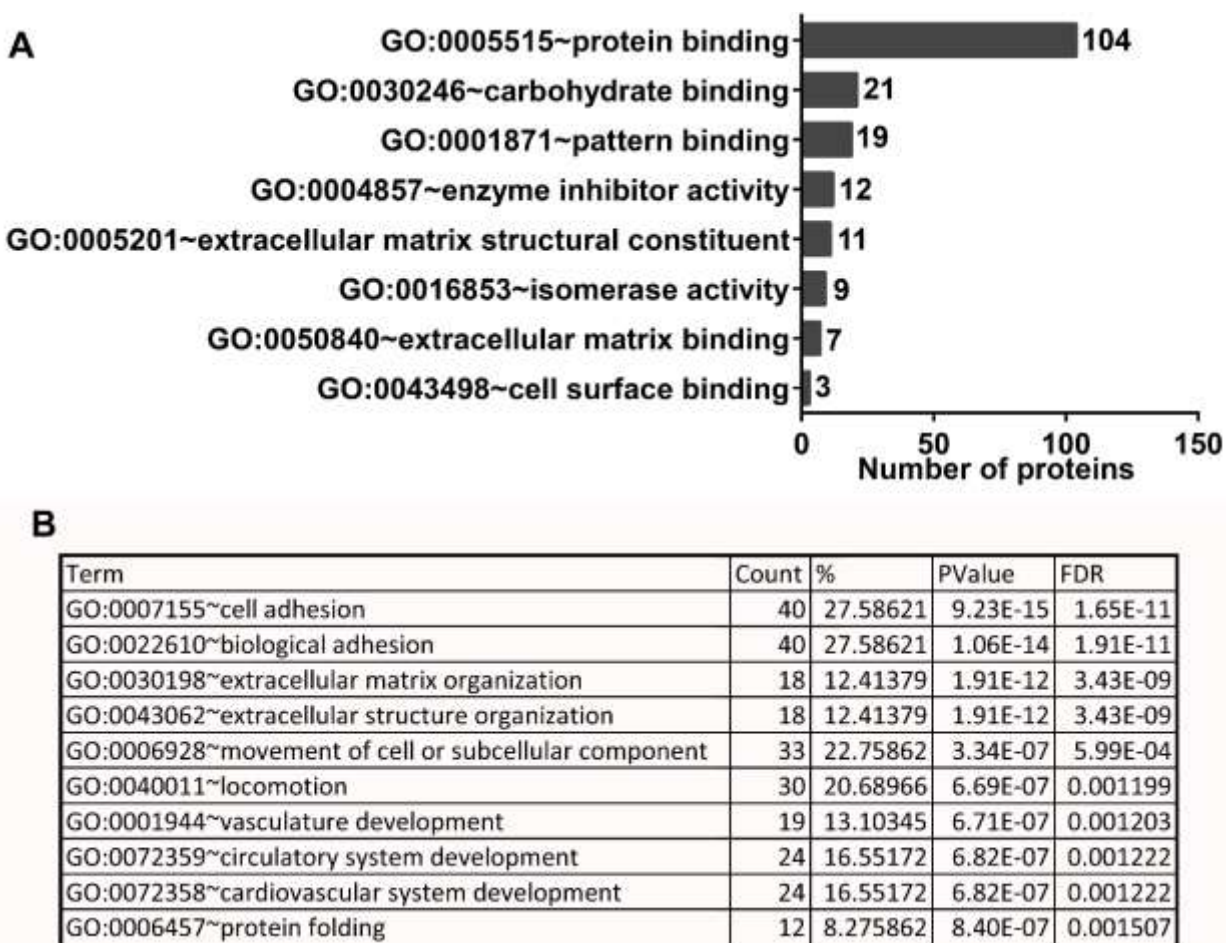 A
GO:0005515~protein binding 104
GO:0030246~carbohydrate binding 21
GO:0001871~pattern binding 19
GO:0004857~enzyme inhibitor activity 12
GO:0005201~extracellular matrix structural constituent 11
GO:0016853~isomerase activity 9
GO:0050840~extracellular matrix binding 7
GO:0043498~cell surface binding 3
0 50 100 150
Number of proteins
B
Term Count % PValue FDR
GO:0007155~cell adhesion 40 27.58621 9.23E-15 1.65E-11
GO:0022610~biological adhesion 40 27.58621 1.06E-14 1.91E-11
GO:0030198~extracellular matrix organization 18 12.41379 1.91E-12 3.43E-09
GO:0043062~extracellular structure organization 18 12.41379 1.91E-12 3.43E-09
GO:0006928~movement of cell or subcellular component 33 22.75862 3.34E-07 5.99E-04
GO:0040011~locomotion 30 20.68966 6.69E-07 0.001199
GO:0001944~vasculature development 19 13.10345 6.71E-07 0.001203
GO:0072359~circulatory system development 24 16.55172 6.82E-07 0.001222
GO:0072358~cardiovascular system development 24 16.55172 6.82E-07 0.001222
GO:0006457~protein folding 12 8.275862 8.40E-07 0.001507